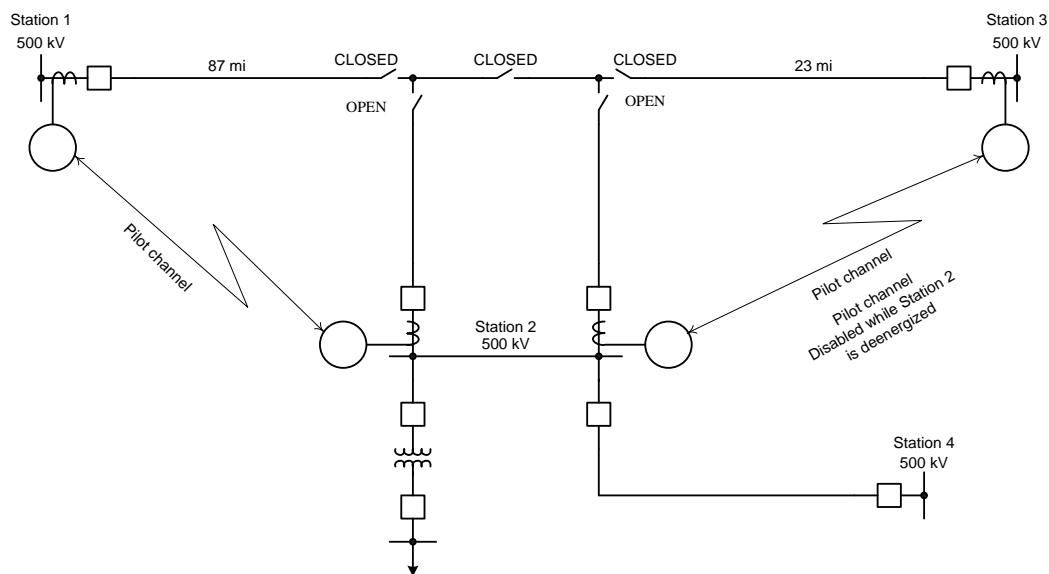 Station 1
500 kV
Station 3
500 kV
87 mi
CLOSED
CLOSED
CLOSED
23 mi
OPEN
OPEN
Pilot channel
Pilot channel
Pilot channel
Disabled while Station 2
is deenergized
Station 2
500 kV
Station 4
500 kV